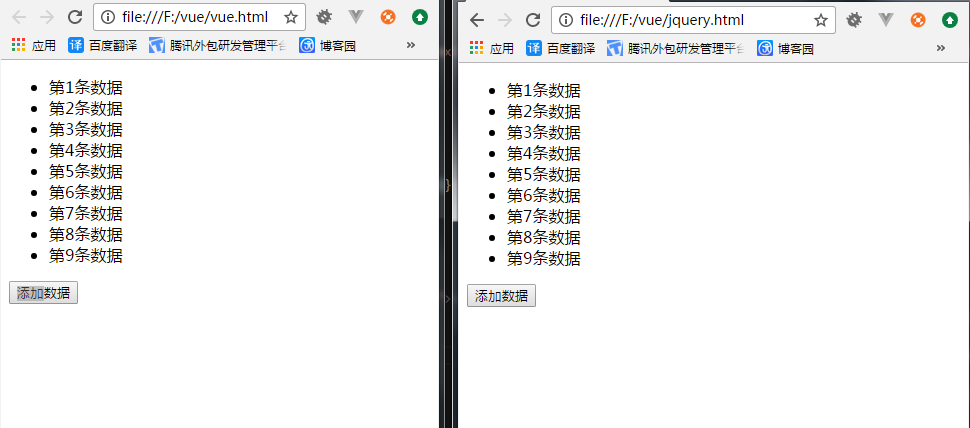 file:///F:/vue/vue.html
应用 百度翻译 腾讯外包研发管理平台 博客园 »
第1条数据
第2条数据
第3条数据
第4条数据
第5条数据
第6条数据
第7条数据
第8条数据
第9条数据
添加数据
file:///F:/vue/jquery.html
应用 百度翻译 腾讯外包研发管理平台 博客园 »
第1条数据
第2条数据
第3条数据
第4条数据
第5条数据
第6条数据
第7条数据
第8条数据
第9条数据
添加数据